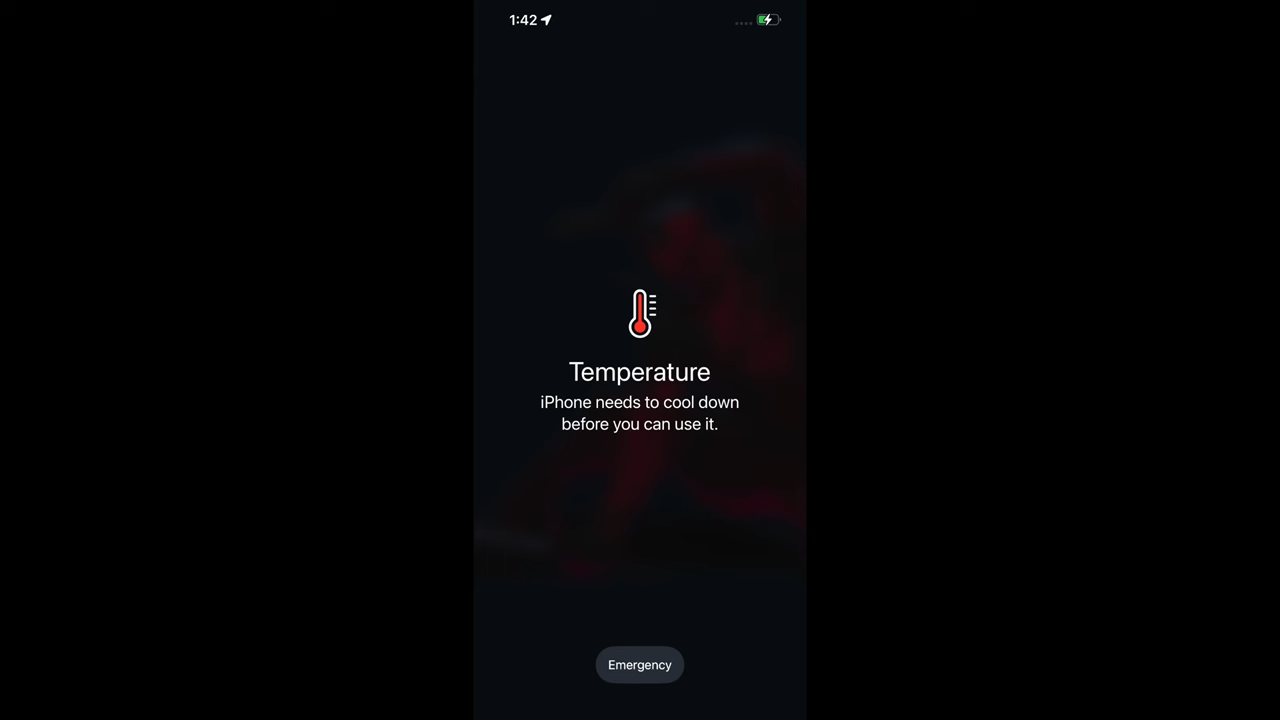 1:42
Temperature
iPhone needs to cool down
before you can use it.
Emergency